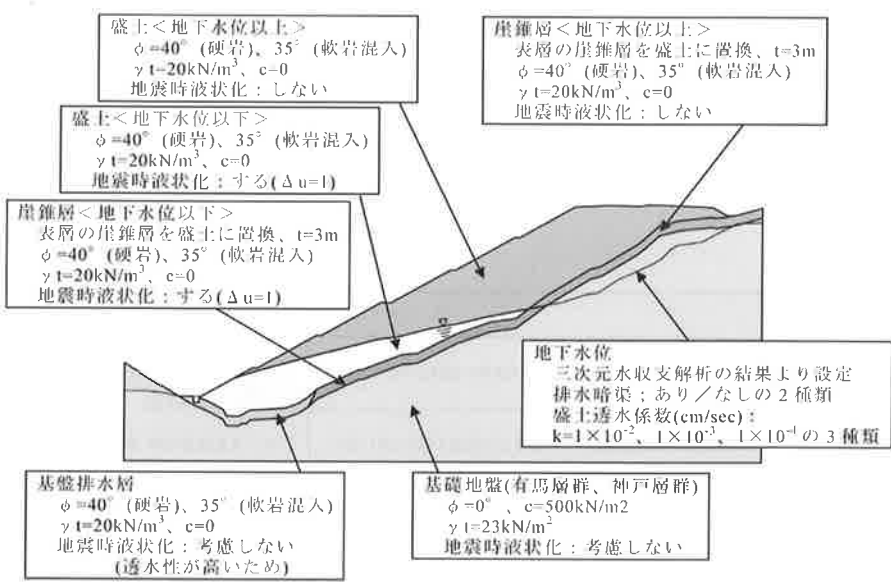 盛土<地下水位以上>
φ=40° (硬岩)、35° (軟岩混入)
γt=20kN/m³、c=0
地震時液状化:しない
崖錐層<地下水位以上>
表層の崖錐層を盛土に置換、t=3m
φ=40° (硬岩)、35° (軟岩混入)
γt=20kN/m³、c=0
地震時液状化:しない
盛土<地下水位以下>
φ=40° (硬岩)、35° (軟岩混入)
γt=20kN/m³、c=0
地震時液状化:する(Δu=1)
崖錐層<地下水位以下>
表層の崖錐層を盛土に置換、t=3m
φ=40° (硬岩)、35° (軟岩混入)
γt=20kN/m³、c=0
地震時液状化:する(Δu=1)
地下水位
三次元水収支解析の結果より設定
排水暗渠:あり/なしの2種類
盛土透水係数(cm/sec):
k=1×10⁻²、1×10⁻³、1×10⁻⁴の3種類
基盤排水層
φ=40° (硬岩)、35° (軟岩混入)
γt=20kN/m³、c=0
地震時液状化:考慮しない
(透水性が高いため)
基礎地盤(有馬層群、神戸層群)
φ=0°、c=500kN/m2
γt=23kN/m²
地震時液状化:考慮しない